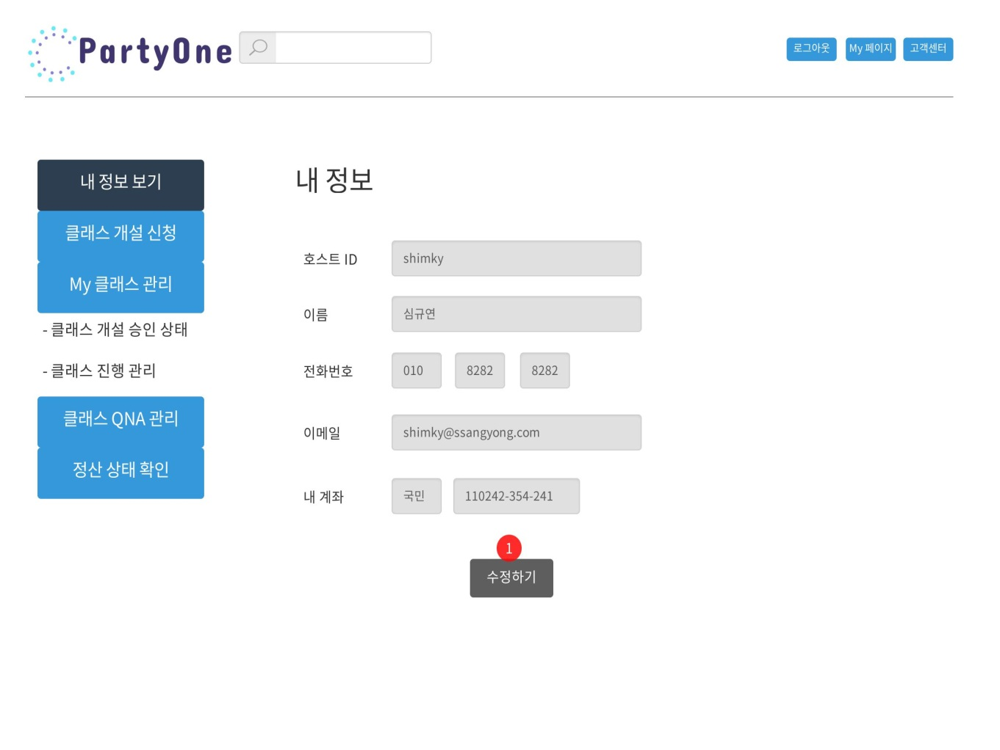 PartyOne
로그아웃 My 페이지 고객센터
내 정보 보기
클래스 개설 신청
My 클래스 관리
- 클래스 개설 승인 상태
- 클래스 진행 관리
클래스 QNA 관리
정산 상태 확인
내 정보
호스트 ID shimky
이름 심규연
전화번호 010 8282 8282
이메일 shimky@ssangyong.com
내 계좌 국민 110242-354-241
1
수정하기